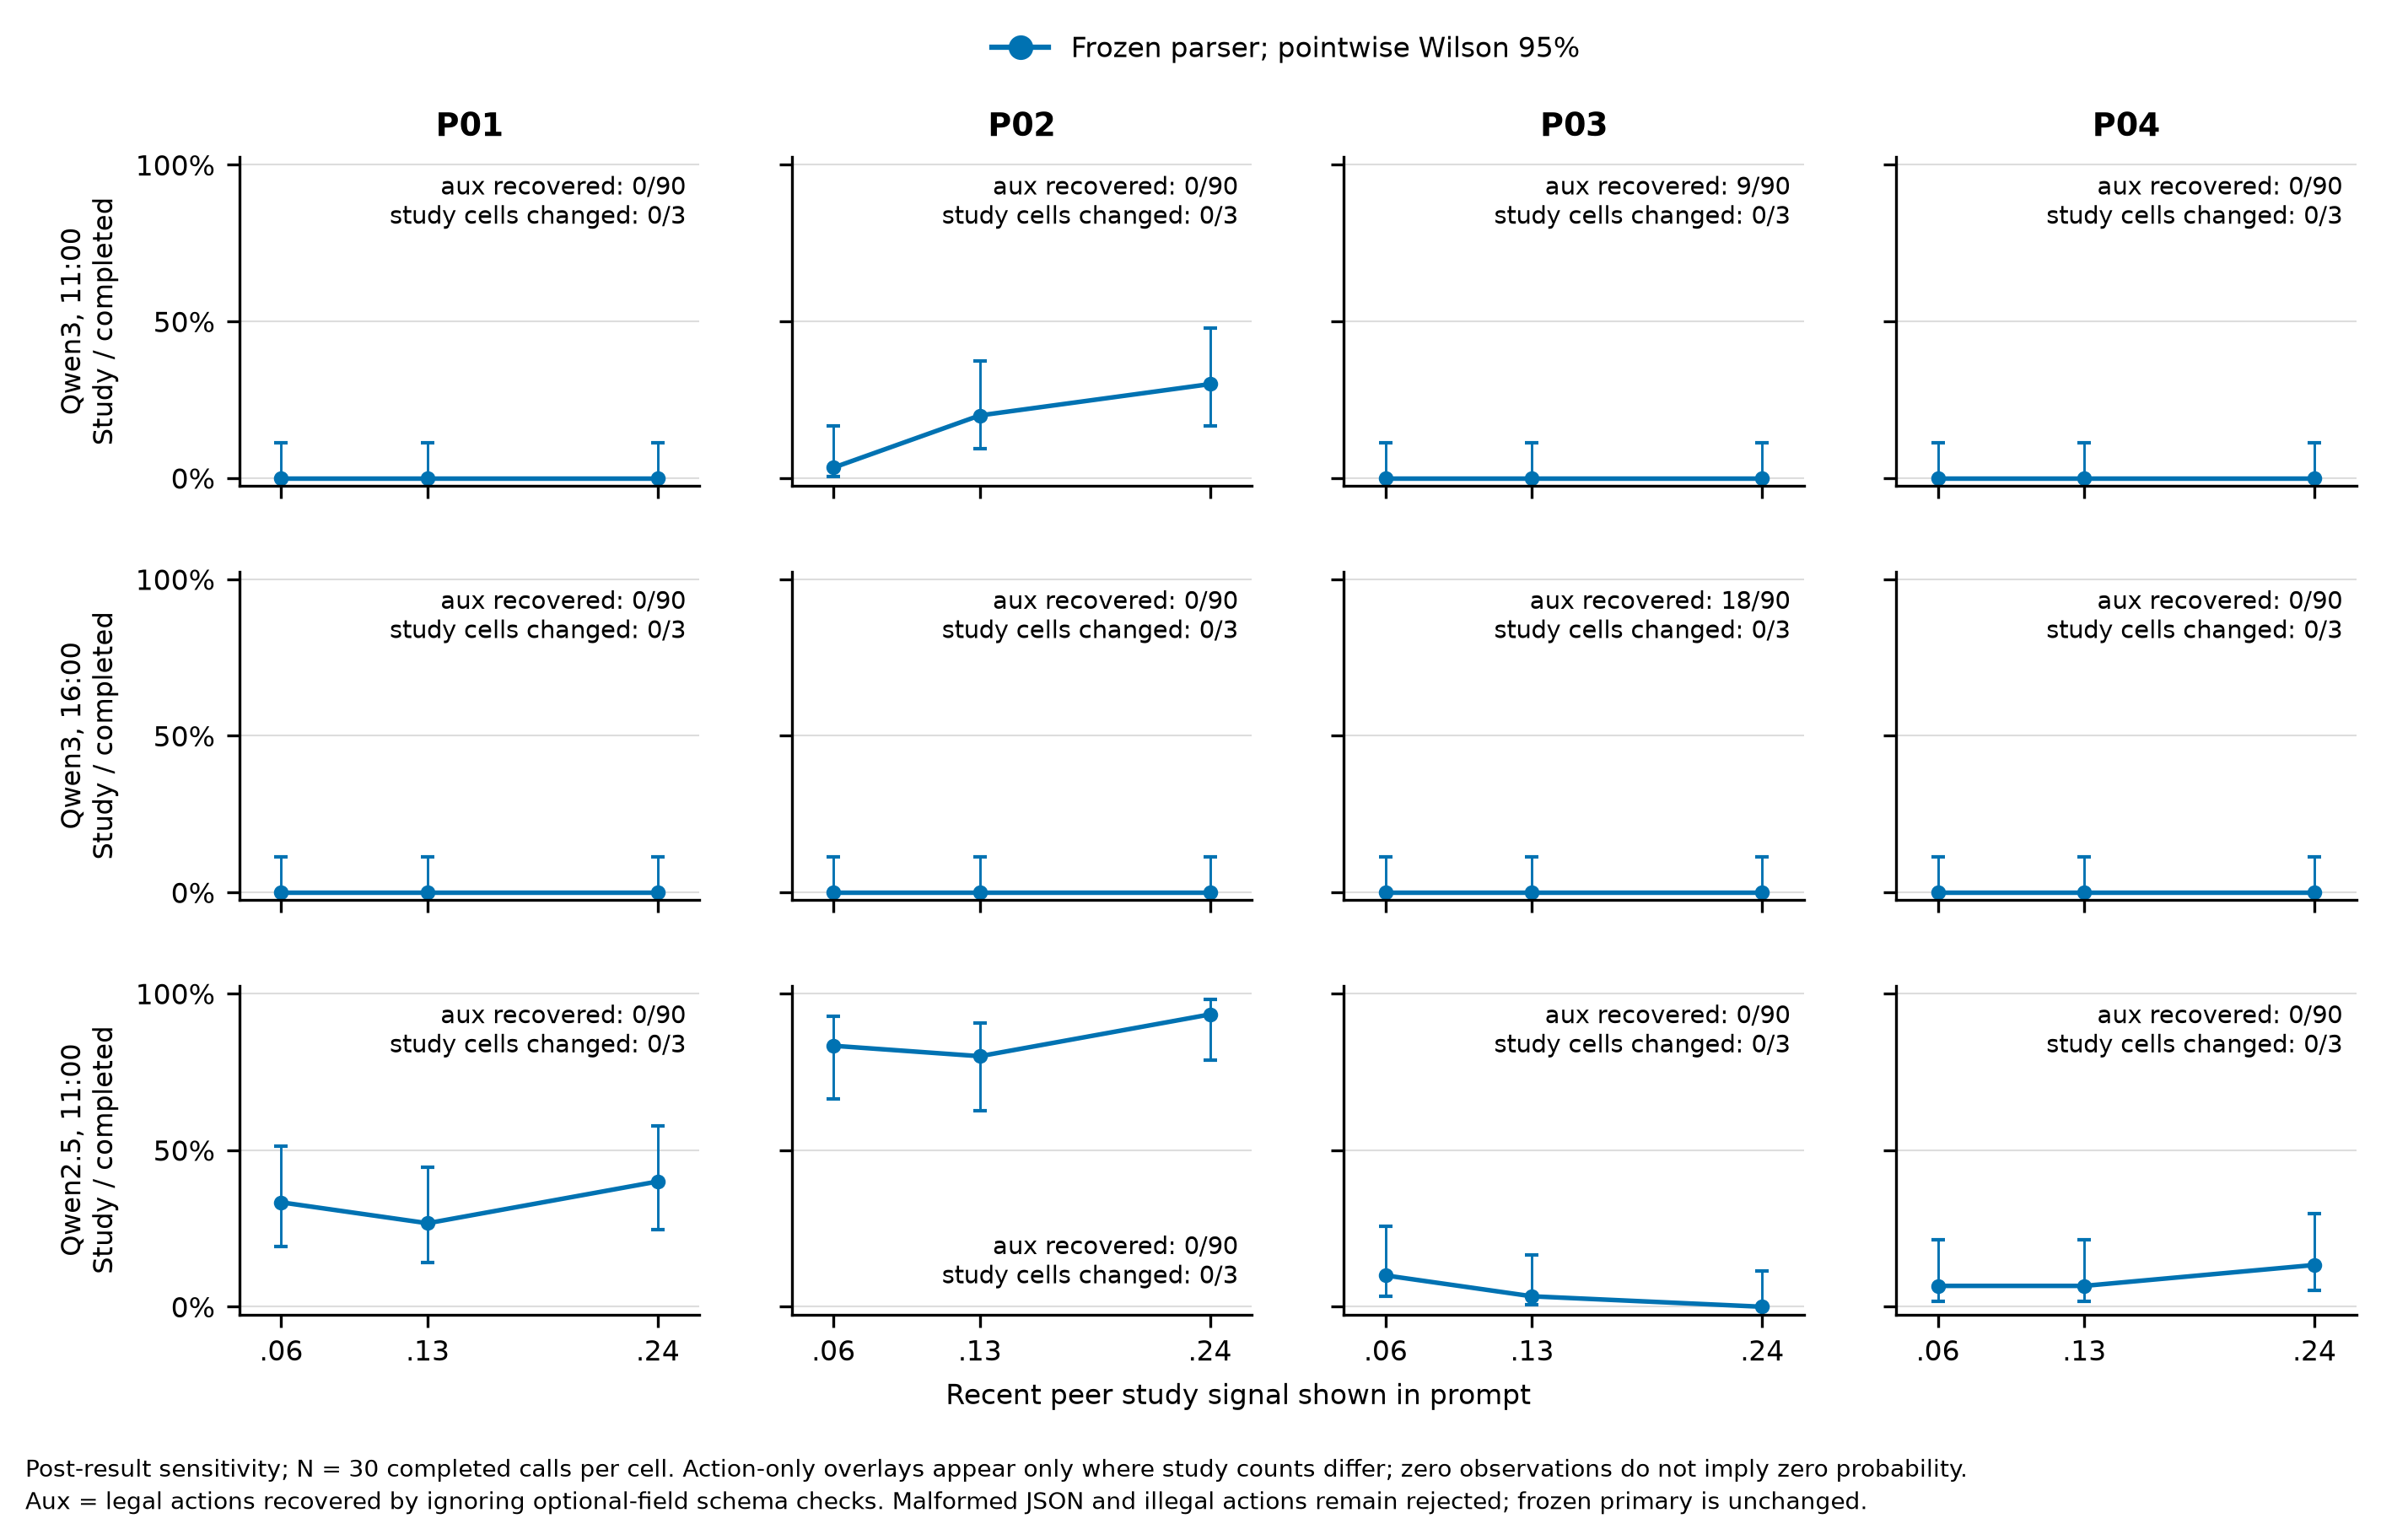 Frozen parser; pointwise Wilson 95%
P01
P02
P03
P04
Qwen3, 11:00
Study / completed
100%
50%
0%
aux recovered: 0/90
study cells changed: 0/3
aux recovered: 0/90
study cells changed: 0/3
aux recovered: 9/90
study cells changed: 0/3
aux recovered: 0/90
study cells changed: 0/3
Qwen3, 16:00
Study / completed
100%
50%
0%
aux recovered: 0/90
study cells changed: 0/3
aux recovered: 0/90
study cells changed: 0/3
aux recovered: 18/90
study cells changed: 0/3
aux recovered: 0/90
study cells changed: 0/3
Qwen2.5, 11:00
Study / completed
100%
50%
0%
aux recovered: 0/90
study cells changed: 0/3
aux recovered: 0/90
study cells changed: 0/3
aux recovered: 0/90
study cells changed: 0/3
aux recovered: 0/90
study cells changed: 0/3
.06 .13 .24
.06 .13 .24
.06 .13 .24
.06 .13 .24
Recent peer study signal shown in prompt
Post-result sensitivity; N = 30 completed calls per cell. Action-only overlays appear only where study counts differ; zero observations do not imply zero probability.
Aux = legal actions recovered by ignoring optional-field schema checks. Malformed JSON and illegal actions remain rejected; frozen primary is unchanged.